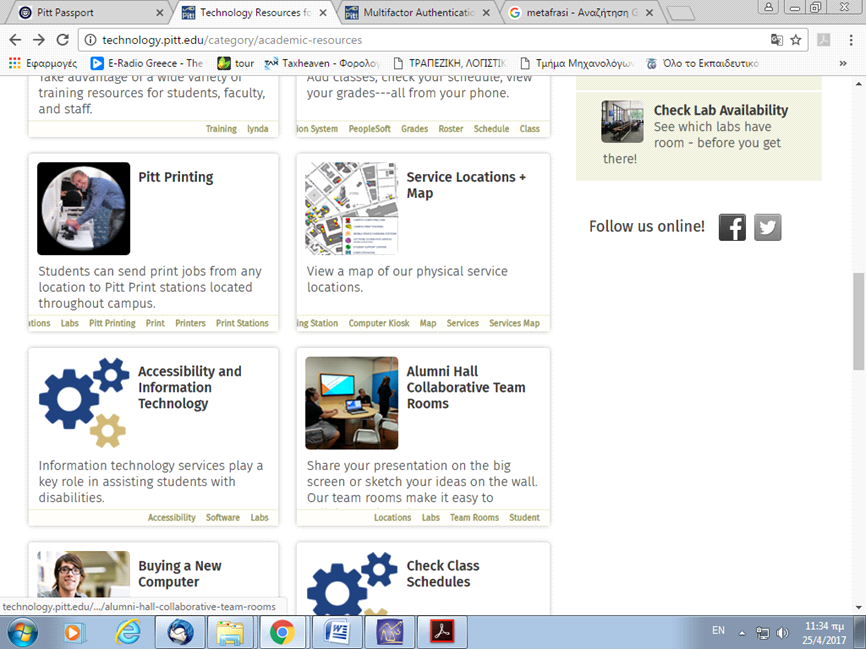 Pitt Passport
Technology Resources fo
Multifactor Authenticatio
metafrasi - Αναζήτηση G
technology.pitt.edu/category/academic-resources
Εφαρμογές
E-Radio Greece - The
tour
Taxheaven - Φορολογ
ΤΡΑΠΕΖΙΚΗ, ΛΟΓΙΣΤΙΚ
Τμήμα Μηχανολόγω
Όλο το Εκπαιδευτικό
»
Take advantage of a wide variety of
training resources for students, faculty,
and staff.
Training lynda
Add classes, check your schedule, view
your grades---all from your phone.
ion System PeopleSoft Grades Roster Schedule Class
Check Lab Availability
See which labs have
room - before you get
there!
Follow us online!
Pitt Printing
Students can send print jobs from any
location to Pitt Print stations located
throughout campus.
ations Labs Pitt Printing Print Printers Print Stations
Service Locations +
Map
View a map of our physical service
locations.
ing Station Computer Kiosk Map Services Services Map
Accessibility and
Information
Technology
Information technology services play a
key role in assisting students with
disabilities.
Accessibility Software Labs
Alumni Hall
Collaborative Team
Rooms
Share your presentation on the big
screen or sketch your ideas on the wall.
Our team rooms make it easy to
Locations Labs Team Rooms Student
Buying a New
Computer
Check Class
Schedules
technology.pitt.edu/.../alumni-hall-collaborative-team-rooms
EN
11:34 πμ
25/4/2017